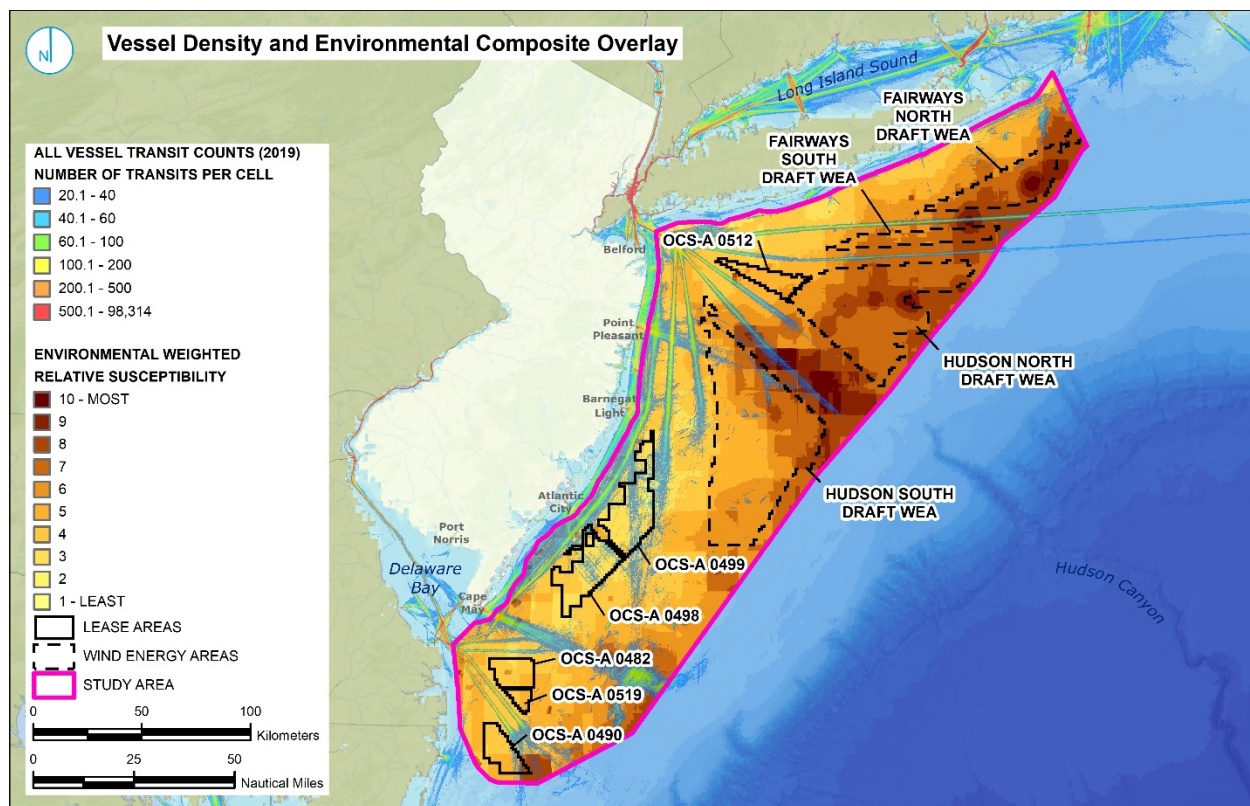 N
Vessel Density and Environmental Composite Overlay
ALL VESSEL TRANSIT COUNTS (2019)
NUMBER OF TRANSITS PER CELL
20.1 - 40
40.1 - 60
60.1 - 100
100.1 - 200
200.1 - 500
500.1 - 98,314
ENVIRONMENTAL WEIGHTED
RELATIVE SUSCEPTIBILITY
10 - MOST
9
8
7
6
5
4
3
2
1 - LEAST
LEASE AREAS
WIND ENERGY AREAS
STUDY AREA
0 50 100
Kilometers
0 25 50
Nautical Miles
Long Island Sound
FAIRWAYS
NORTH
DRAFT WEA
FAIRWAYS
SOUTH
DRAFT WEA
OCS-A 0512
Belford
Point
Pleasant
HUDSON NORTH
DRAFT WEA
Barnegat
Light
HUDSON SOUTH
DRAFT WEA
Atlantic
City
Port
Norris
OCS-A 0499
Delaware
Bay
Cape
May
OCS-A 0498
Hudson Canyon
OCS-A 0482
OCS-A 0519
OCS-A 0490